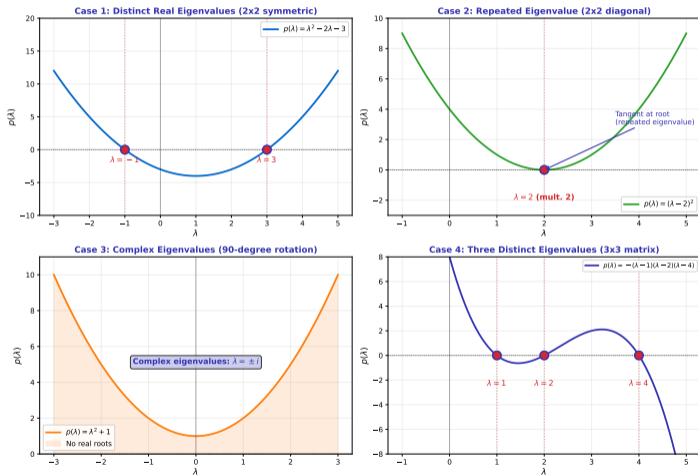 Case 1: Distinct Real Eigenvalues (2x2 symmetric)
p(λ) = λ² − 2λ − 3
20
15
10
5
0
−5
−10
p(λ)
λ = −1
λ = 3
−3 −2 −1 0 1 2 3 4 5
λ
Case 2: Repeated Eigenvalue (2x2 diagonal)
10
8
6
4
2
0
−2
p(λ)
Tangent at root
(repeated eigenvalue)
λ = 2 (mult. 2)
p(λ) = (λ − 2)²
−1 0 1 2 3 4 5
λ
Case 3: Complex Eigenvalues (90-degree rotation)
10
8
6
4
2
0
p(λ)
Complex eigenvalues: λ = ± i
p(λ) = λ² + 1
No real roots
−3 −2 −1 0 1 2 3
λ
Case 4: Three Distinct Eigenvalues (3x3 matrix)
p(λ) = −(λ − 1)(λ − 2)(λ − 4)
8
6
4
2
0
−2
−4
−6
−8
p(λ)
λ = 1
λ = 2
λ = 4
−1 0 1 2 3 4 5
λ